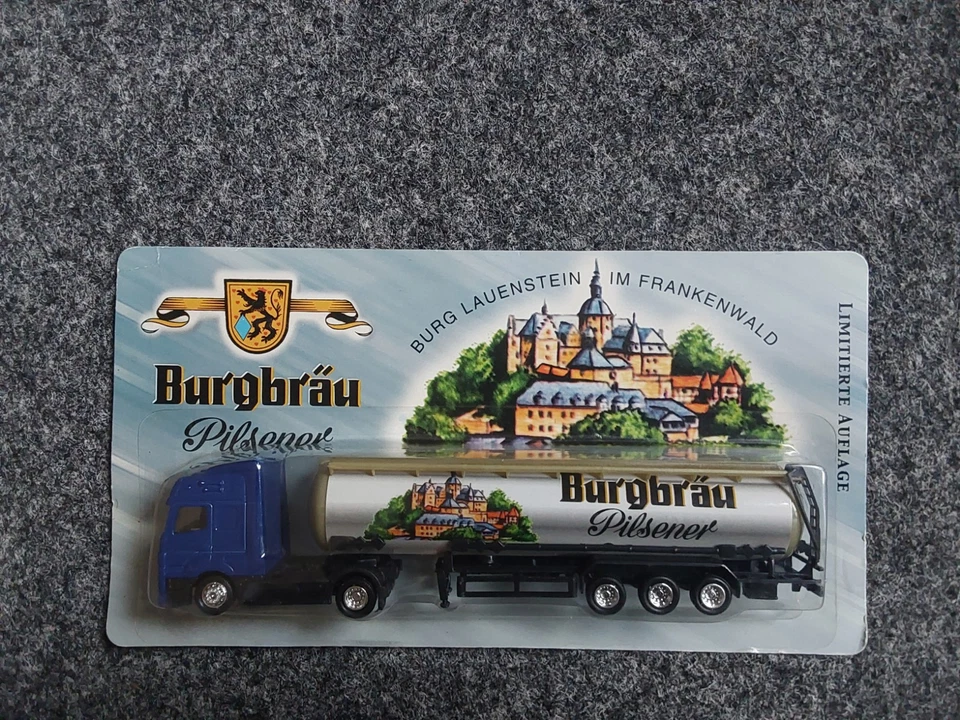 BURG LAUENSTEIN IM FRANKENWALD
Burgbräu
Pilsener
LIMITIERTE AUFLAGE
Burgbräu
Pilsener